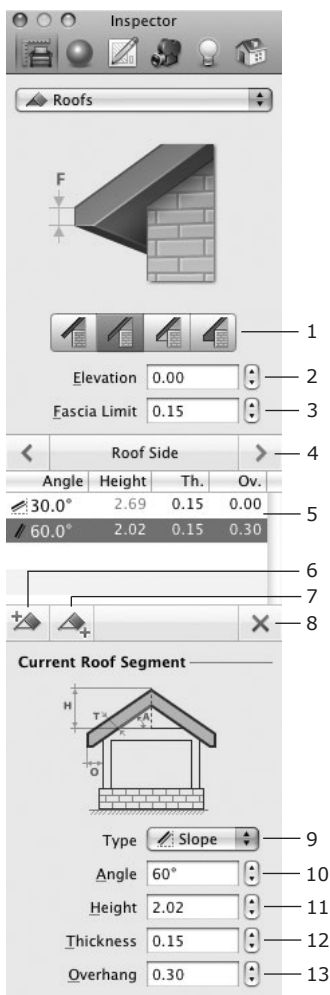 Inspector
Roofs
F
1
Elevation 0.00 2
Fascia Limit 0.15 3
Roof Side 4
Angle Height Th. Ov.
30.0° 2.69 0.15 0.00 5
60.0° 2.02 0.15 0.30
6
7
8
Current Roof Segment
H
T
A
O
Type Slope 9
Angle 60° 10
Height 2.02 11
Thickness 0.15 12
Overhang 0.30 13